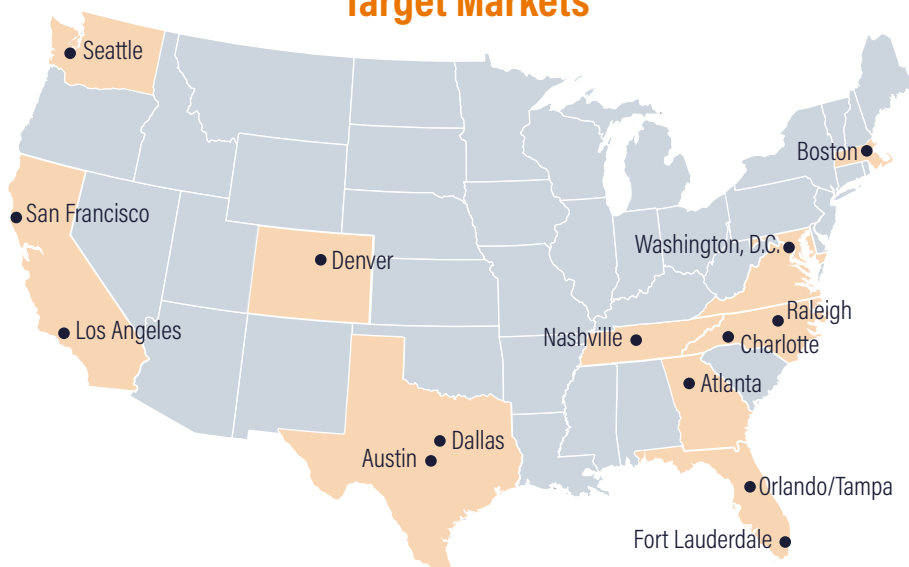 Target Markets
Seattle
Boston
San Francisco
Washington, D.C.
Denver
Raleigh
Los Angeles
Nashville
Charlotte
Atlanta
Dallas
Austin
Orlando/Tampa
Fort Lauderdale